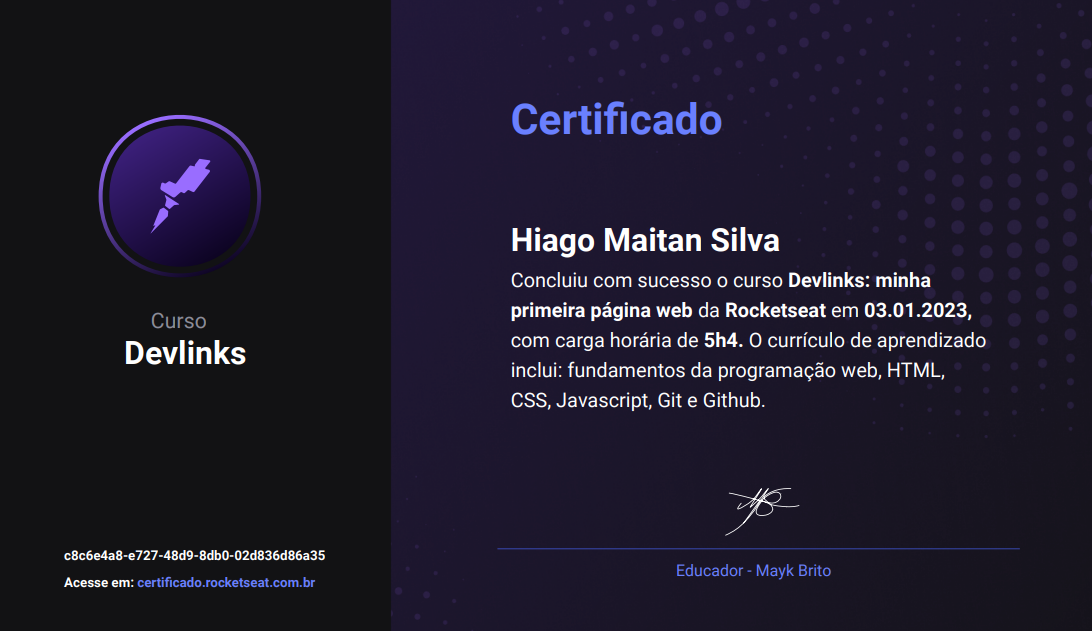 Curso
Devlinks
c8c6e4a8-e727-48d9-8db0-02d836d86a35
Acesse em: certificado.rocketseat.com.br
Certificado
Hiago Maitan Silva
Concluiu com sucesso o curso Devlinks: minha
primeira página web da Rocketseat em 03.01.2023,
com carga horária de 5h4. O currículo de aprendizado
inclui: fundamentos da programação web, HTML,
CSS, Javascript, Git e Github.
Educador - Mayk Brito